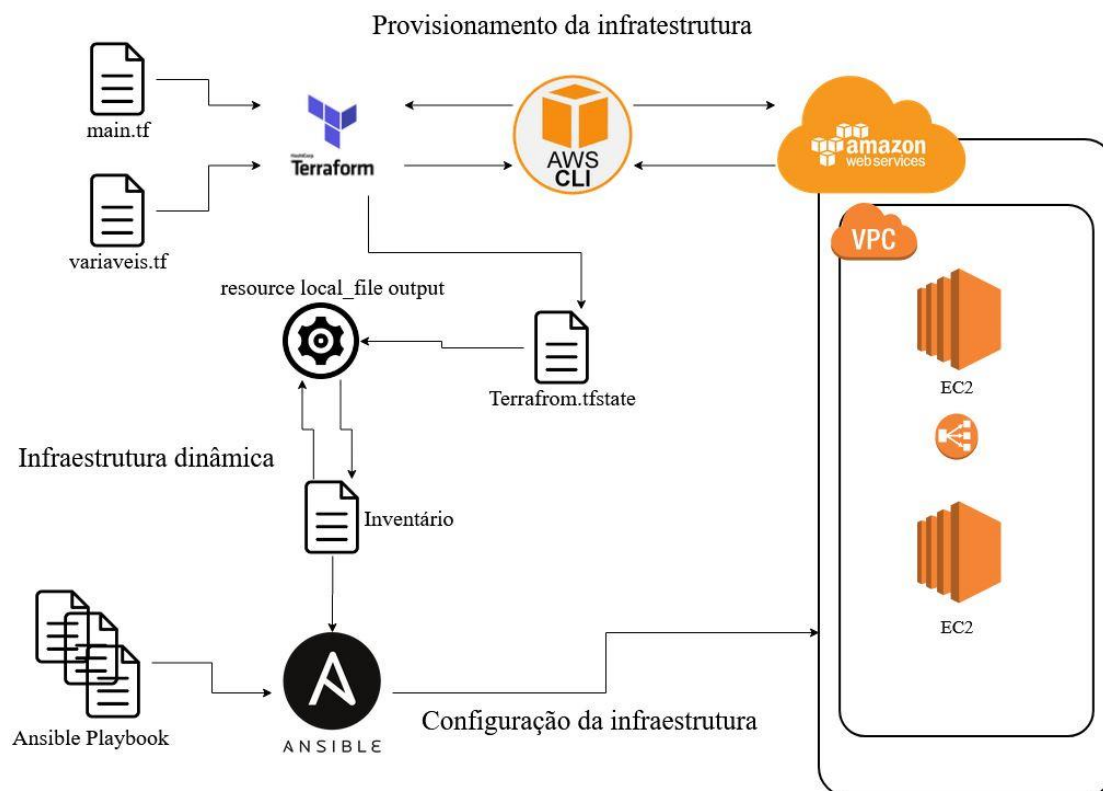 Provisionamento da infratestrutura
main.tf
HashiCorp
Terraform
AWS
CLI
amazon
web services
variaveis.tf
VPC
resource local_file output
EC2
Terrafrom.tfstate
Infraestrutura dinâmica
Inventário
EC2
Ansible Playbook
ANSIBLE
Configuração da infraestrutura